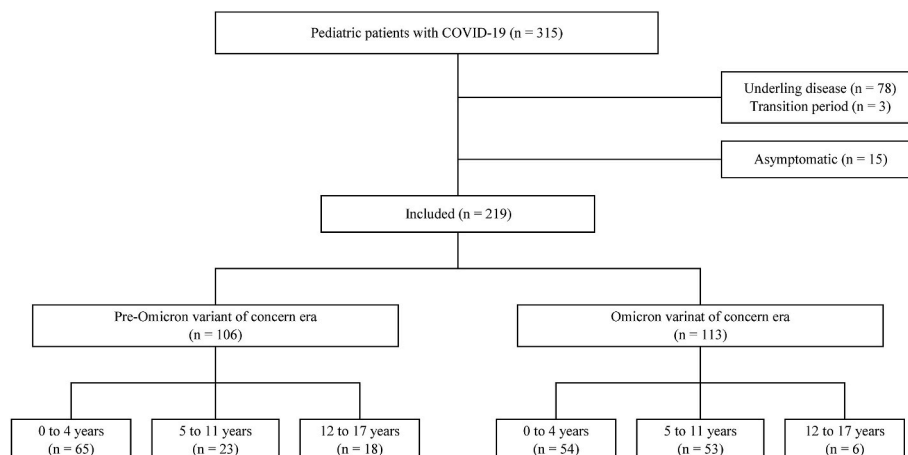 Pediatric patients with COVID-19 (n = 315)
Underling disease (n = 78)
Transition period (n = 3)
Asymptomatic (n = 15)
Included (n = 219)
Pre-Omicron variant of concern era
(n = 106)
Omicron varinat of concern era
(n = 113)
0 to 4 years
(n = 65)
5 to 11 years
(n = 23)
12 to 17 years
(n = 18)
0 to 4 years
(n = 54)
5 to 11 years
(n = 53)
12 to 17 years
(n = 6)